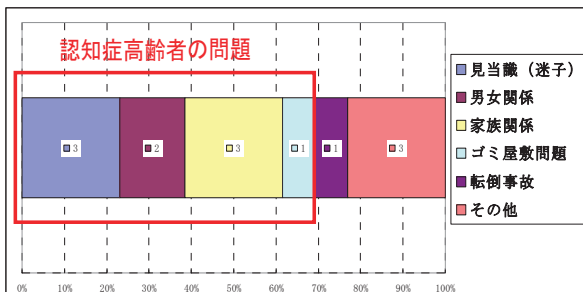 認知症高齢者の問題
3 2 3 1 1 3
見当識（迷子）
男女関係
家族関係
ゴミ屋敷問題
転倒事故
その他
0% 10% 20% 30% 40% 50% 60% 70% 80% 90% 100%